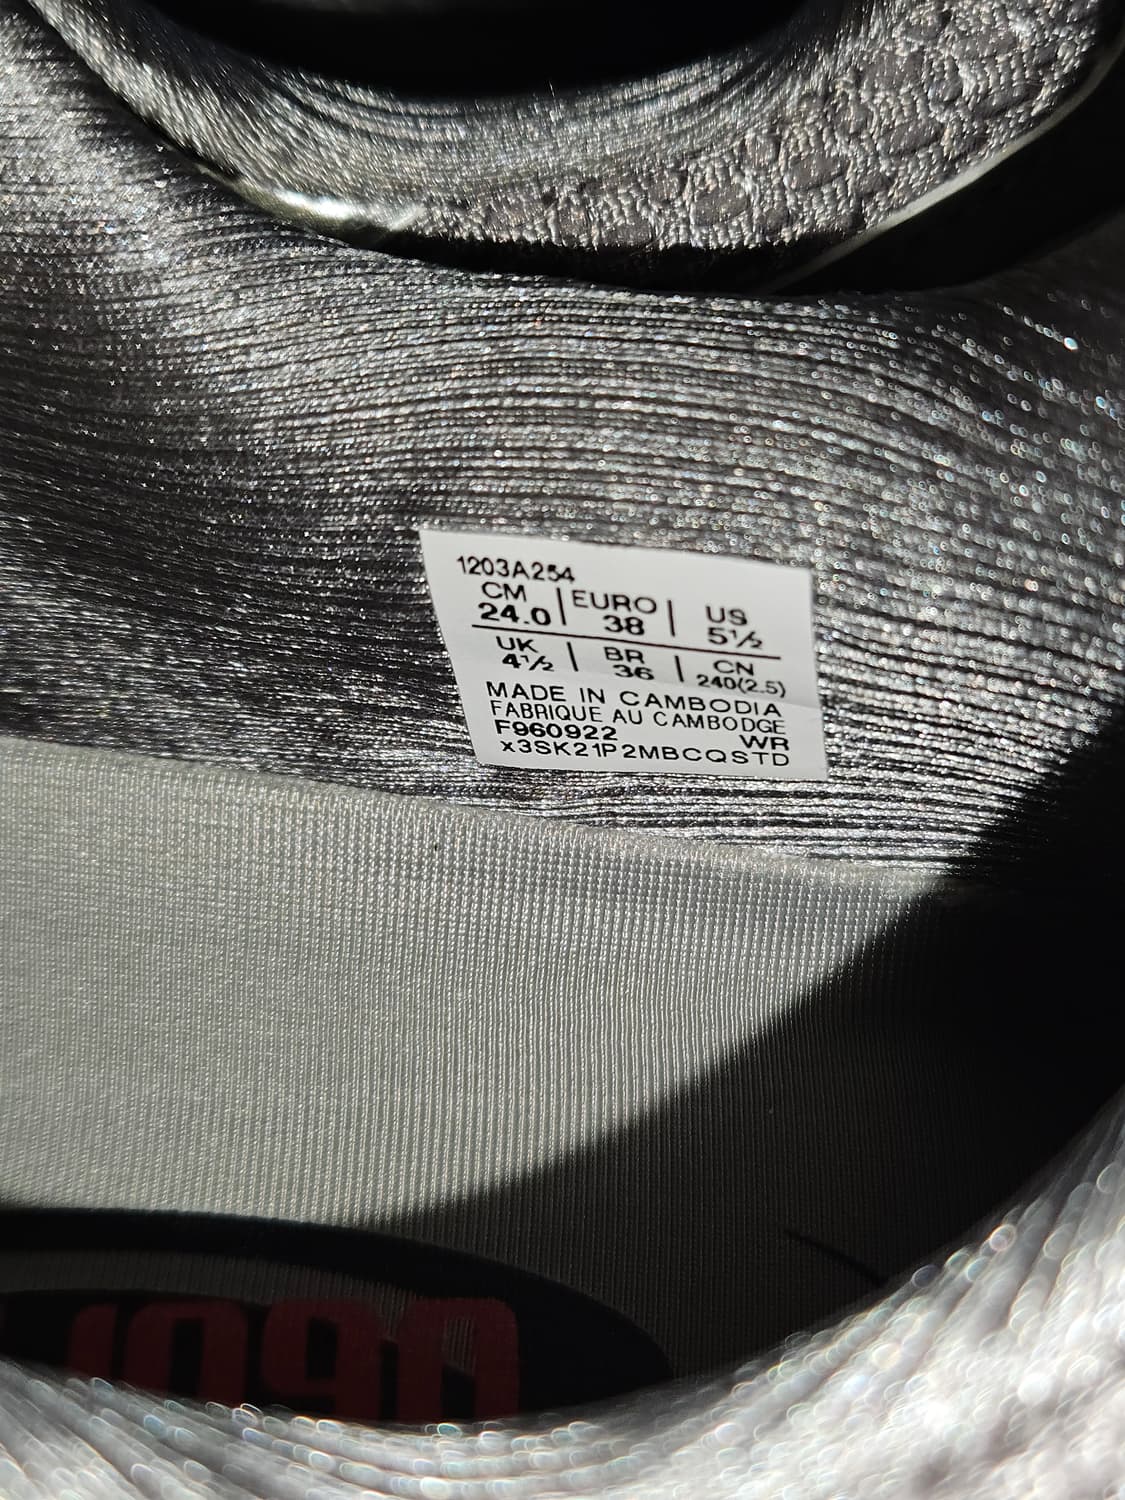 1203A254
CM EURO US
24.0 38 5½
UK BR CN
4½ 36 240(2.5)
MADE IN CAMBODIA
FABRIQUE AU CAMBODGE
F960922 WR
x3SK21P2MBCQSTD
1090